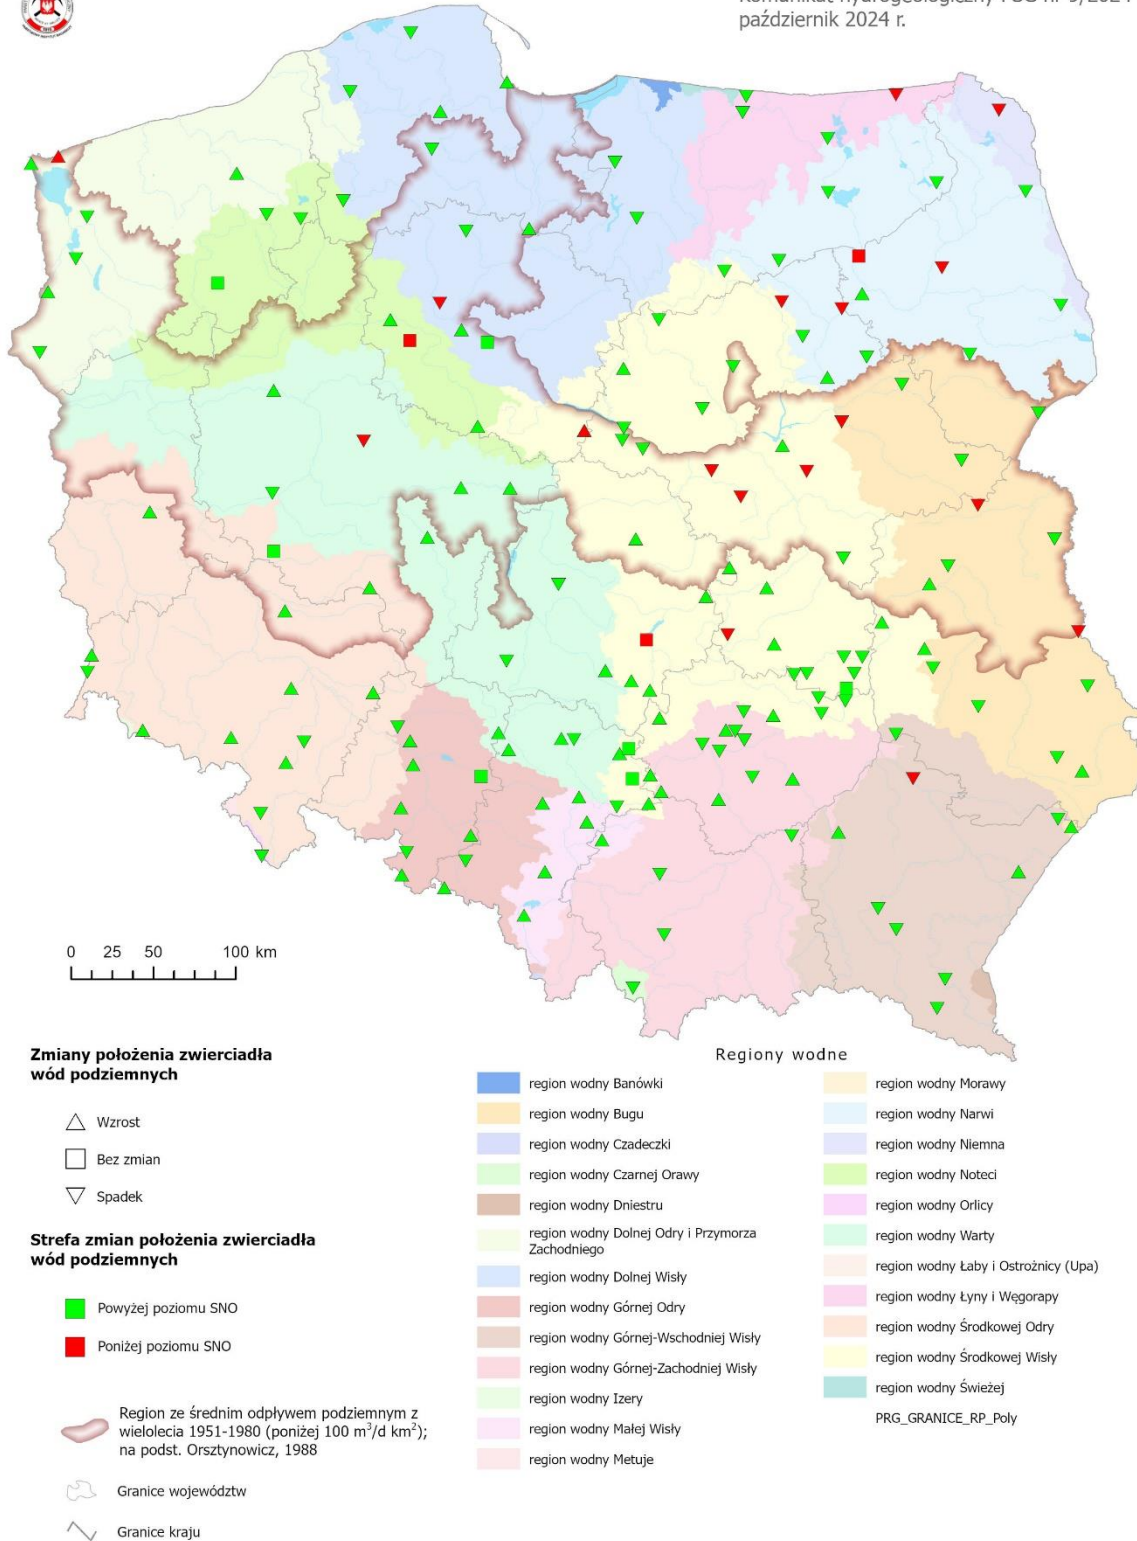 październik 2024 r.
0 25 50 100 km
Zmiany położenia zwierciadła
wód podziemnych
Wzrost
Bez zmian
Spadek
Strefa zmian położenia zwierciadła
wód podziemnych
Powyżej poziomu SNO
Poniżej poziomu SNO
Region ze średnim odpływem podziemnym z
wielolecia 1951-1980 (poniżej 100 m³/d km²);
na podst. Orsztynowicz, 1988
Granice województw
Granice kraju
Regiony wodne
region wodny Banówki
region wodny Bugu
region wodny Czadeczki
region wodny Czarnej Orawy
region wodny Dniestru
region wodny Dolnej Odry i Przymorza
Zachodniego
region wodny Dolnej Wisły
region wodny Górnej Odry
region wodny Górnej-Wschodniej Wisły
region wodny Górnej-Zachodniej Wisły
region wodny Izery
region wodny Małej Wisły
region wodny Metuje
region wodny Morawy
region wodny Narwi
region wodny Niemna
region wodny Noteci
region wodny Orlicy
region wodny Warty
region wodny Łaby i Ostrożnicy (Upa)
region wodny Łyny i Węgorapy
region wodny Środkowej Odry
region wodny Środkowej Wisły
region wodny Świeżej
PRG_GRANICE_RP_Poly